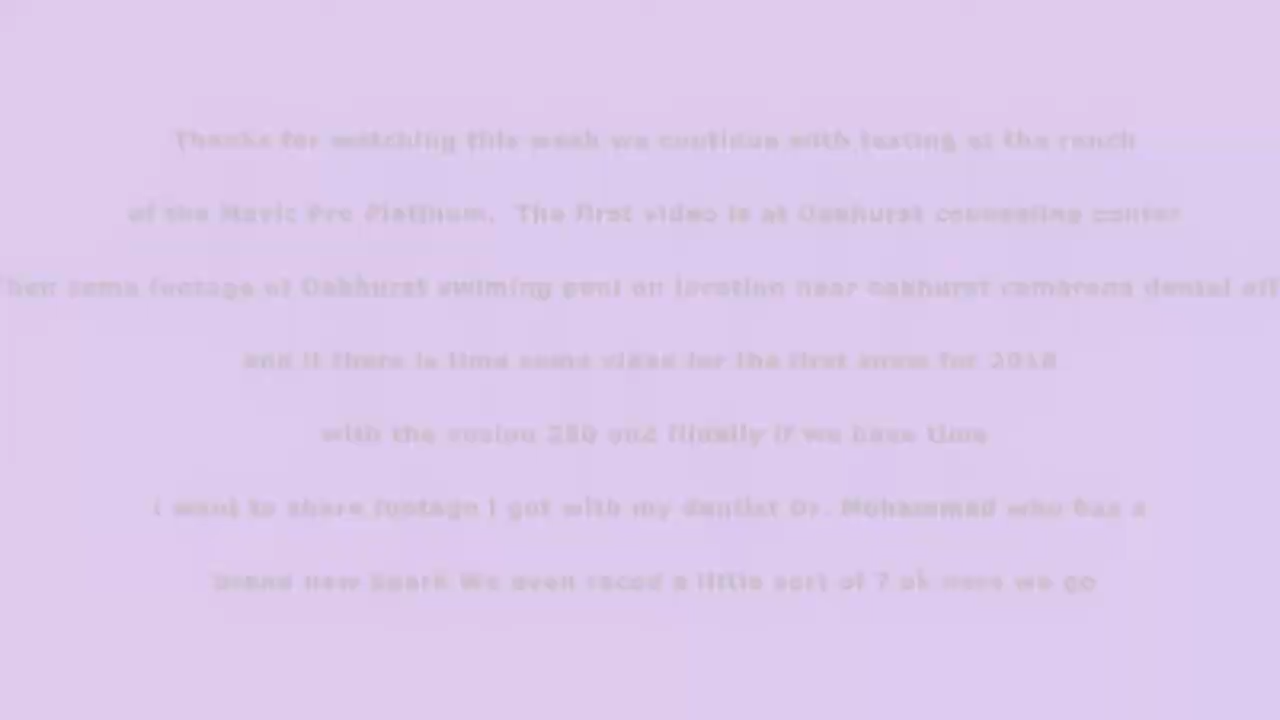 Thanks for watching this week we continue with testing at the ranch
of the Mavic Pro Platinum. The first video is at Oakhurst counseling center
some footage at Oakhurst swiming pool on location near oakhurst camarena dental
and if there is time some clips for the first snow for 2018
with the 280 and finally if we have time
I want to share footage I got with my dentist Dr. Mohammad who has a
brand new Spark We even raced a little sort of ? ok here we go